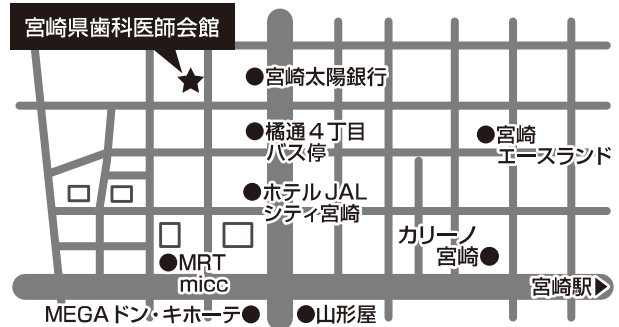 宮崎県歯科医師会館
宮崎太陽銀行
橘通4丁目
バス停
宮崎
エースランド
ホテルJAL
シティ宮崎
カリーノ
宮崎
MRT
micc
宮崎駅
MEGAドン・キホーテ
山形屋